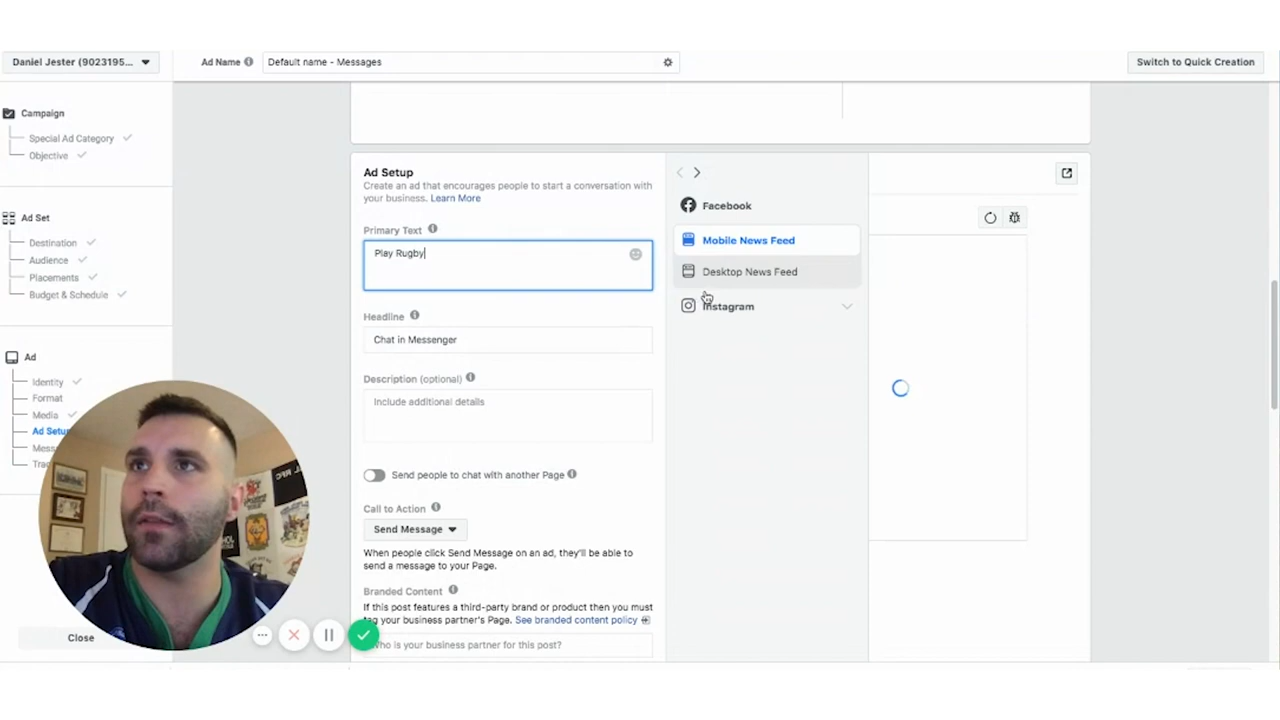 Daniel Jester (9023195...
Ad Name
Default name - Messages
Switch to Quick Creation
Campaign
Special Ad Category
Objective
Ad Set
Destination
Audience
Placements
Budget & Schedule
Ad
Identity
Format
Media
Ad Setup
Close
Ad Setup
Create an ad that encourages people to start a conversation with
your business. Learn More
Primary Text
Play Rugby
Headline
Chat in Messenger
Description (optional)
Include additional details
Send people to chat with another Page
Call to Action
Send Message
When people click Send Message on an ad, they'll be able to
send a message to your Page.
Branded Content
If this post features a third-party brand or product then you must
tag your business partner's Page. See branded content policy
Who is your business partner for this post?
Facebook
Mobile News Feed
Desktop News Feed
Instagram